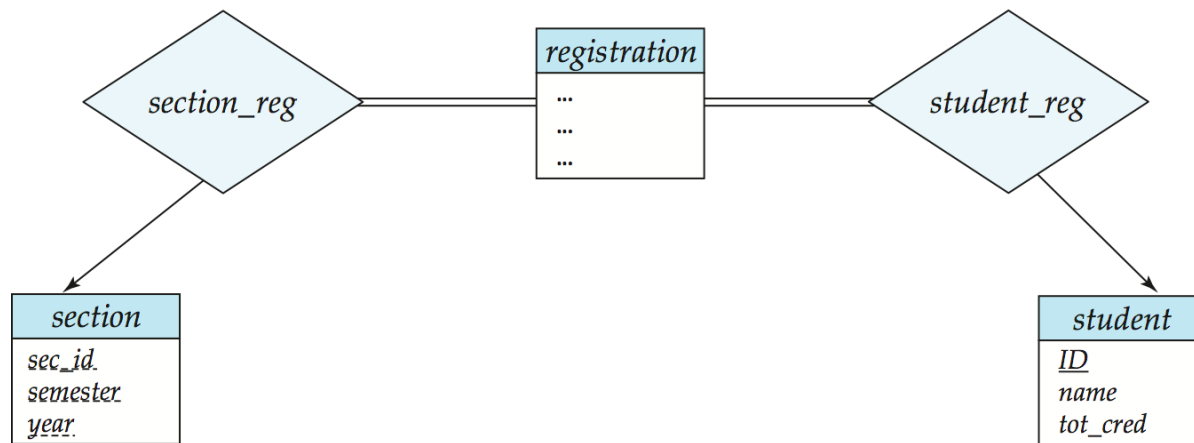 section_reg
registration
...
...
...
student_reg
section
sec_id
semester
year
student
ID
name
tot_cred